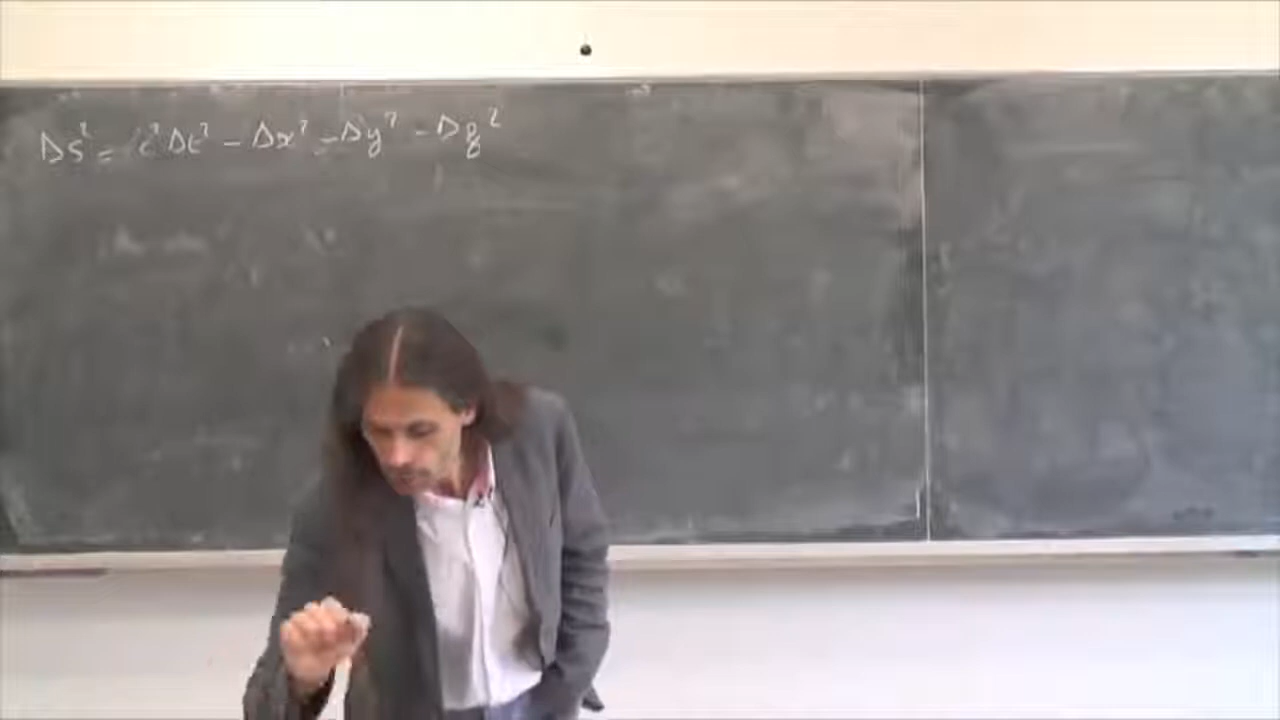 Δs² = c²Δt² - Δx² - Δy² - Δz²